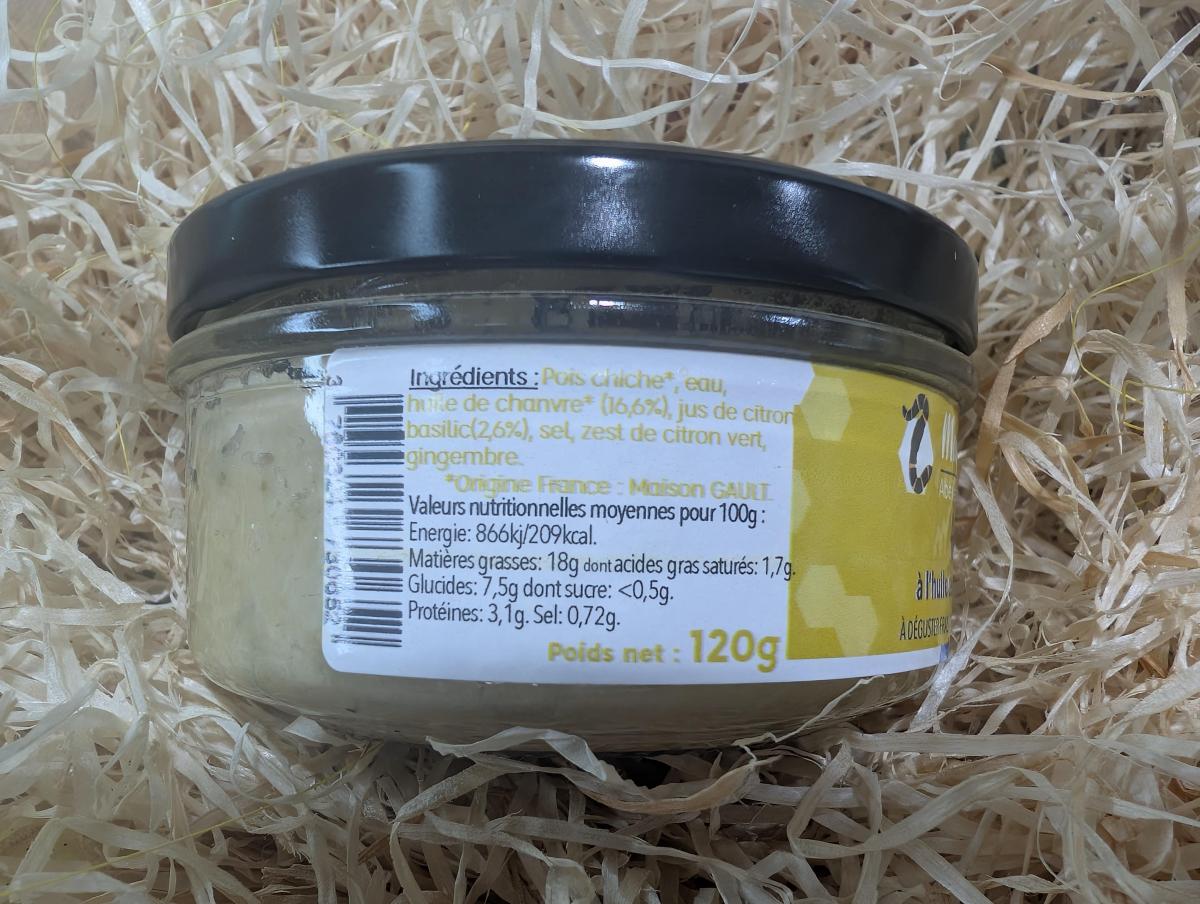 Ingrédients : Pois chiche*, eau,
huile de chanvre* (16,6%), jus de citron
basilic(2,6%), sel, zest de citron vert,
gingembre.
*Origine France : Maison GAULT
Valeurs nutritionnelles moyennes pour 100g :
Energie: 866kj/209kcal.
Matières grasses: 18g dont acides gras saturés: 1,7g.
Glucides: 7,5g dont sucre: <0,5g.
Protéines: 3,1g. Sel: 0,72g.
Poids net : 120g
à l'huile
À DÉGUSTER